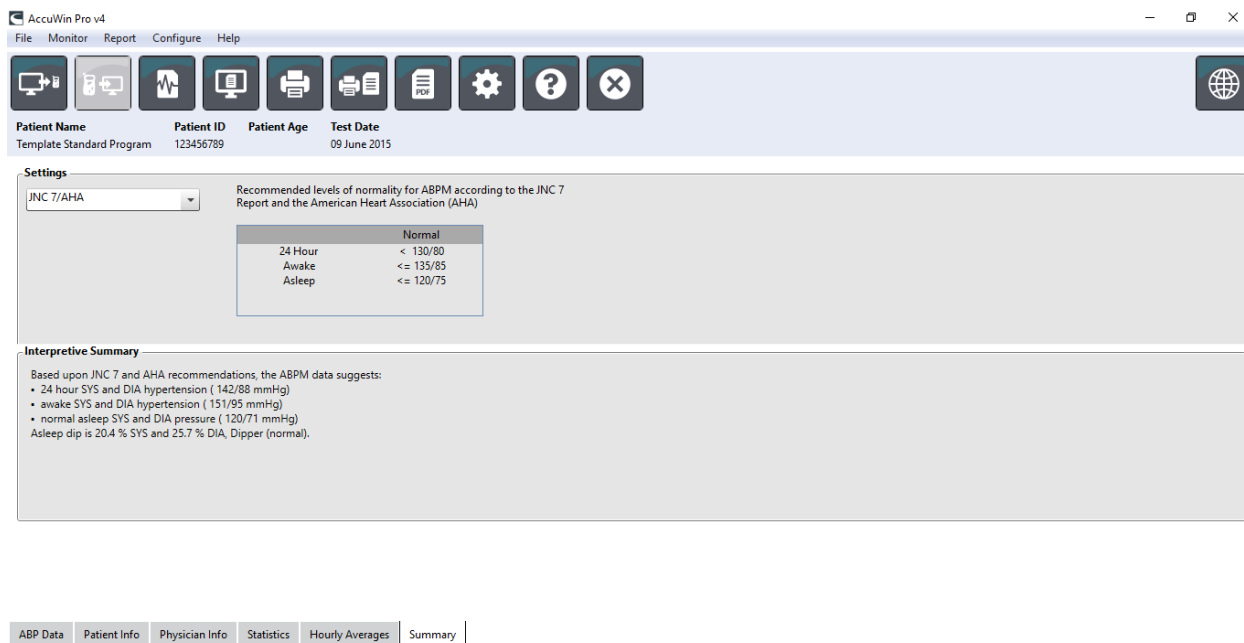 AccuWin Pro v4
File Monitor Report Configure Help
PDF
Patient Name Patient ID Patient Age Test Date
Template Standard Program 123456789 09 June 2015
Settings
JNC 7/AHA
Recommended levels of normality for ABPM according to the JNC 7
Report and the American Heart Association (AHA)
Normal
24 Hour < 130/80
Awake <= 135/85
Asleep <= 120/75
Interpretive Summary
Based upon JNC 7 and AHA recommendations, the ABPM data suggests:
• 24 hour SYS and DIA hypertension ( 142/88 mmHg)
• awake SYS and DIA hypertension ( 151/95 mmHg)
• normal asleep SYS and DIA pressure ( 120/71 mmHg)
Asleep dip is 20.4 % SYS and 25.7 % DIA, Dipper (normal).
ABP Data Patient Info Physician Info Statistics Hourly Averages Summary